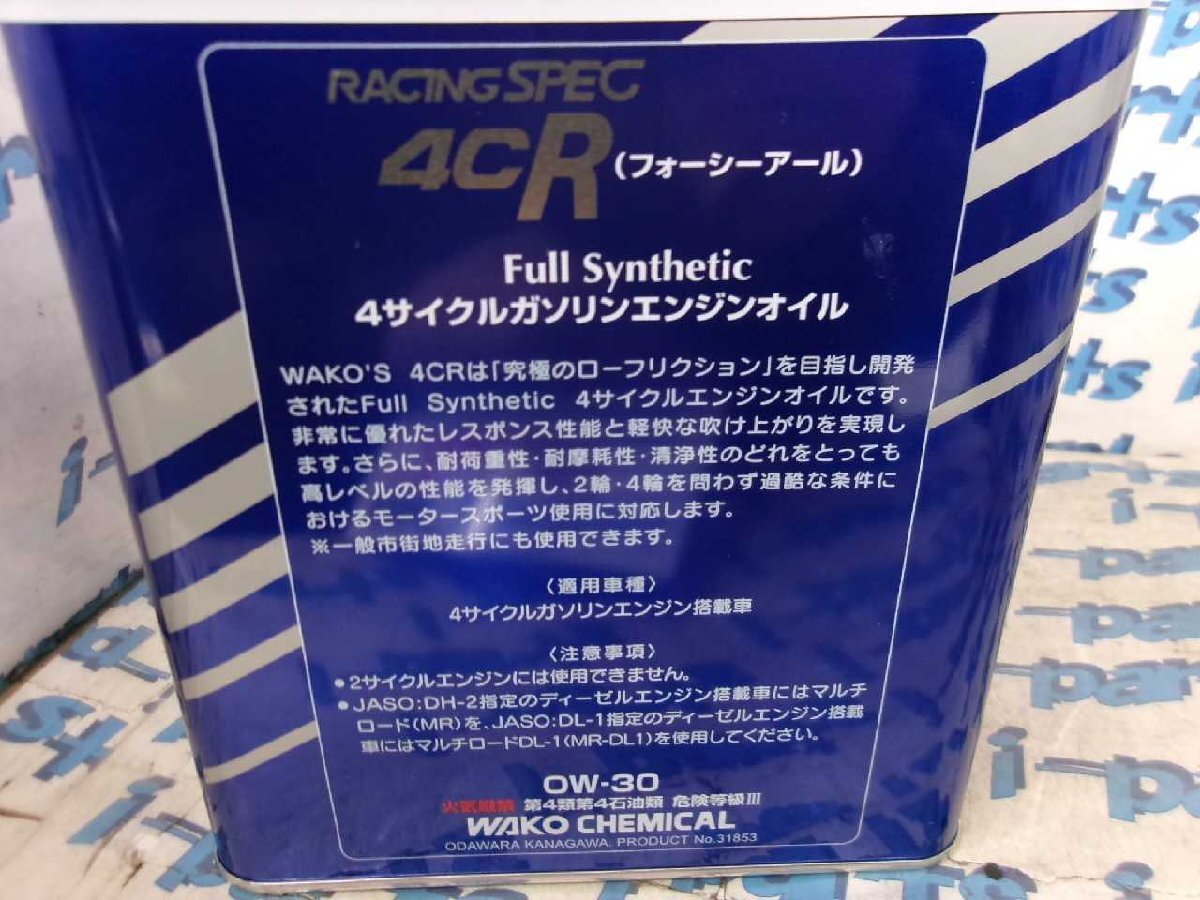 RACING SPEC
4CR（フォーシーアール）
Full Synthetic
4サイクルガソリンエンジンオイル
WAKO'S 4CRは「究極のローフリクション」を目指し開発
されたFull Synthetic 4サイクルエンジンオイルです。
非常に優れたレスポンス性能と軽快な吹け上がりを実現し
ます。さらに、耐荷重性・耐摩耗性・清浄性のどれをとっても
高レベルの性能を発揮し、2輪・4輪を問わず過酷な条件に
おけるモータースポーツ使用に対応します。
※一般市街地走行にも使用できます。
〈適用車種〉
4サイクルガソリンエンジン搭載車
〈注意事項〉
●2サイクルエンジンには使用できません。
●JASO:DH-2指定のディーゼルエンジン搭載車にはマルチ
ロード(MR)を、JASO:DL-1指定のディーゼルエンジン搭載
車にはマルチロードDL-1(MR-DL1)を使用してください。
0W-30
火気厳禁 第4類第4石油類 危険等級III
WAKO CHEMICAL
ODAWARA KANAGAWA. PRODUCT No.31853
i-parts
i-parts
i-parts